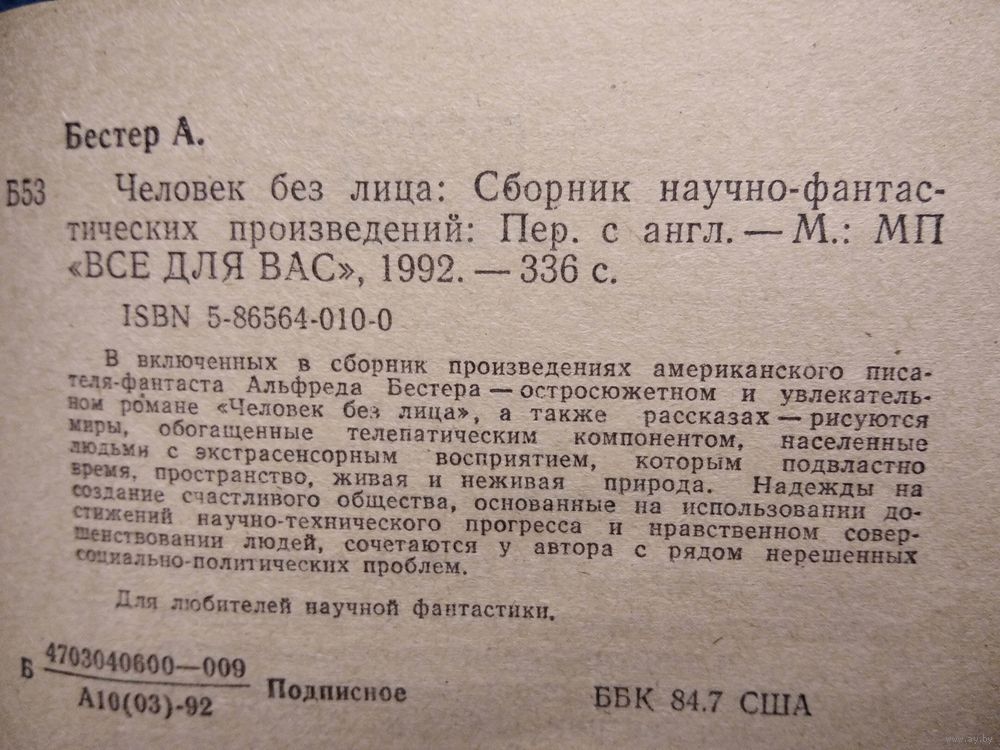 Бестер А.
Б53 Человек без лица: Сборник научно-фантас-
тических произведений: Пер. с англ. — М.: МП
«ВСЕ ДЛЯ ВАС», 1992. — 336 с.
ISBN 5-86564-010-0
В включенных в сборник произведениях американского писа-
теля-фантаста Альфреда Бестера — остросюжетном и увлекатель-
ном романе «Человек без лица», а также рассказах — рисуются
миры, обогащенные телепатическим компонентом, населенные
людьми с экстрасенсорным восприятием, которым подвластно
время, пространство, живая и неживая природа. Надежды на
создание счастливого общества, основанные на использовании до-
стижений научно-технического прогресса и нравственном совер-
шенствовании людей, сочетаются у автора с рядом нерешенных
социально-политических проблем.
Для любителей научной фантастики.
Б 4703040600—009
А10(03)-92 Подписное ББК 84.7 США
www.ay.by